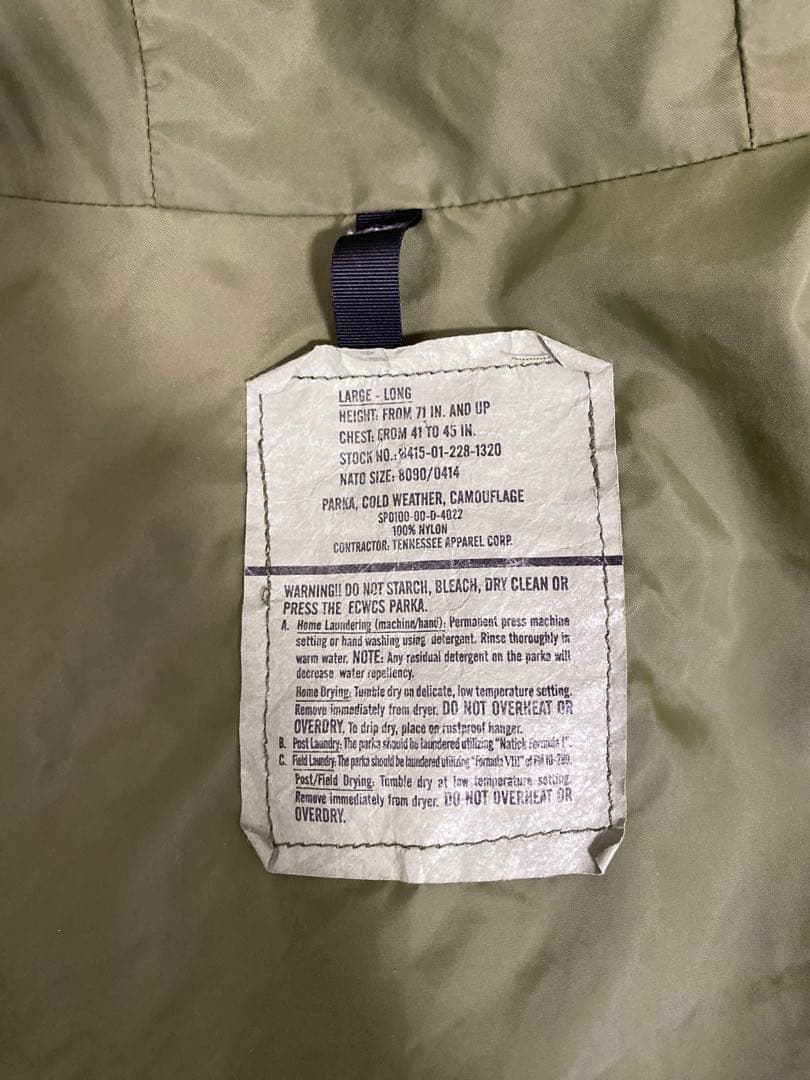 LARGE - LONG
HEIGHT: FROM 71 IN. AND UP
CHEST: FROM 41 TO 45 IN.
STOCK NO.: 8415-01-228-1320
NATO SIZE: 8090/0414
PARKA, COLD WEATHER, CAMOUFLAGE
SP0100-00-D-4022
100% NYLON
CONTRACTOR: TENNESSEE APPAREL CORP.
WARNING!! DO NOT STARCH, BLEACH, DRY CLEAN OR
PRESS THE ECWCS PARKA.
A. Home Laundering (machine/hand): Permanent press machine
setting or hand washing using detergent. Rinse thoroughly in
warm water. NOTE: Any residual detergent on the parka will
decrease water repellency.
Home Drying: Tumble dry on delicate, low temperature setting.
Remove immediately from dryer. DO NOT OVERHEAT OR
OVERDRY. To drip dry, place on rustproof hanger.
B. Post Laundry: The parka should be laundered utilizing "Natick Formula I".
C. Field Laundry: The parka should be laundered utilizing "Formula VIII" of FM 10-280.
Post/Field Drying: Tumble dry at low temperature setting.
Remove immediately from dryer. DO NOT OVERHEAT OR
OVERDRY.